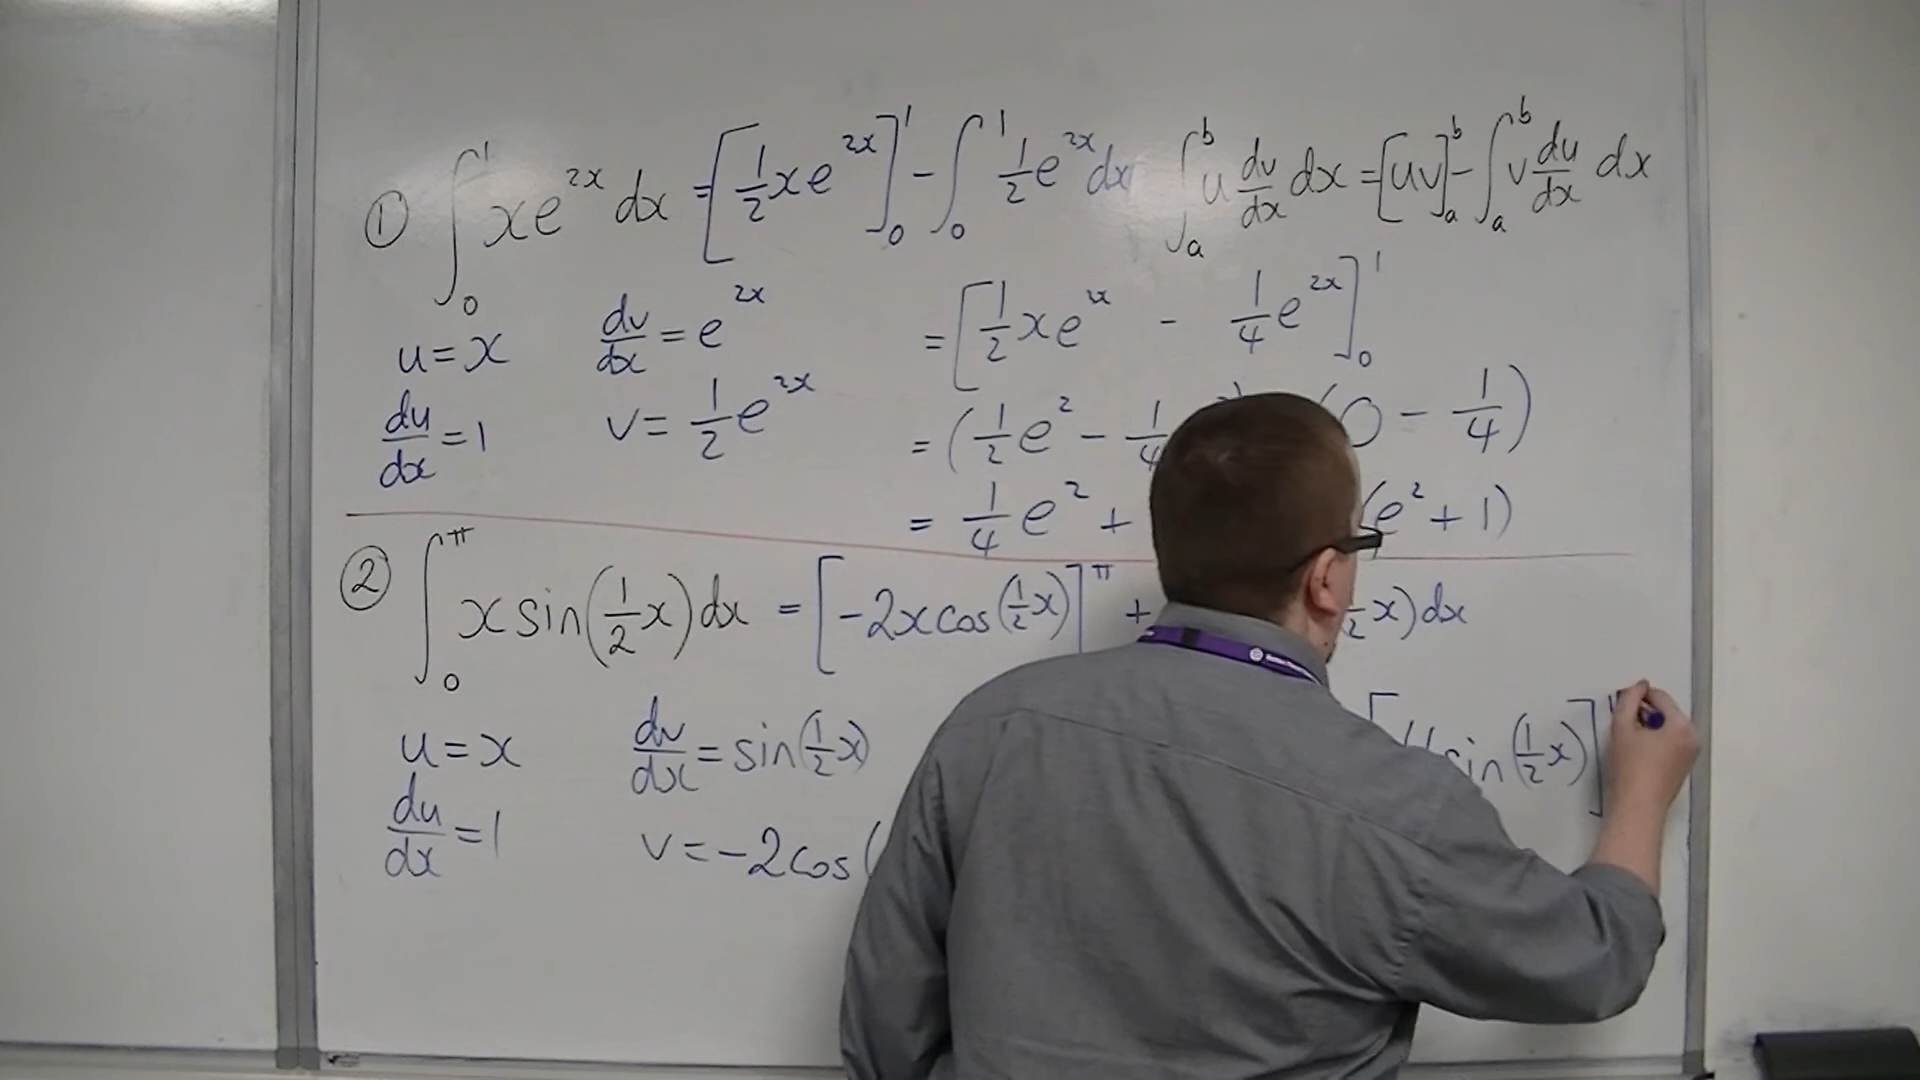 ① ∫₀¹ xe^{2x} dx = [½xe^{2x}]₀¹ − ∫₀¹ ½e^{2x} dx
∫ₐᵇ u dv/dx dx = [uv]ₐᵇ − ∫ₐᵇ v du/dx dx
u = x
dv/dx = e^{2x}
= [½xe^{2x} − ¼e^{2x}]₀¹
du/dx = 1
v = ½e^{2x}
= (½e² − ¼ ) (0 − ¼)
= ¼e² + (e² + 1)
② ∫₀^π x sin(½x) dx = [−2x cos(½x)]^π + x) dx
u = x
dv/dx = sin(½x)
[4sin(½x)]
du/dx = 1
v = −2cos(